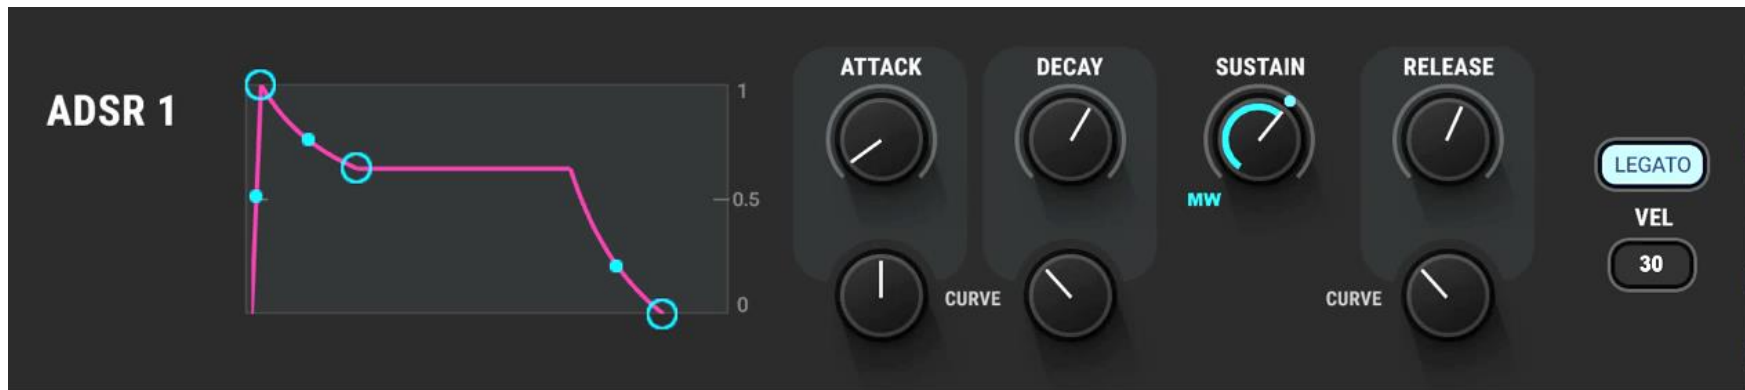 ADSR 1
1
0.5
0
ATTACK
DECAY
CURVE
SUSTAIN
MW
RELEASE
CURVE
LEGATO
VEL
30